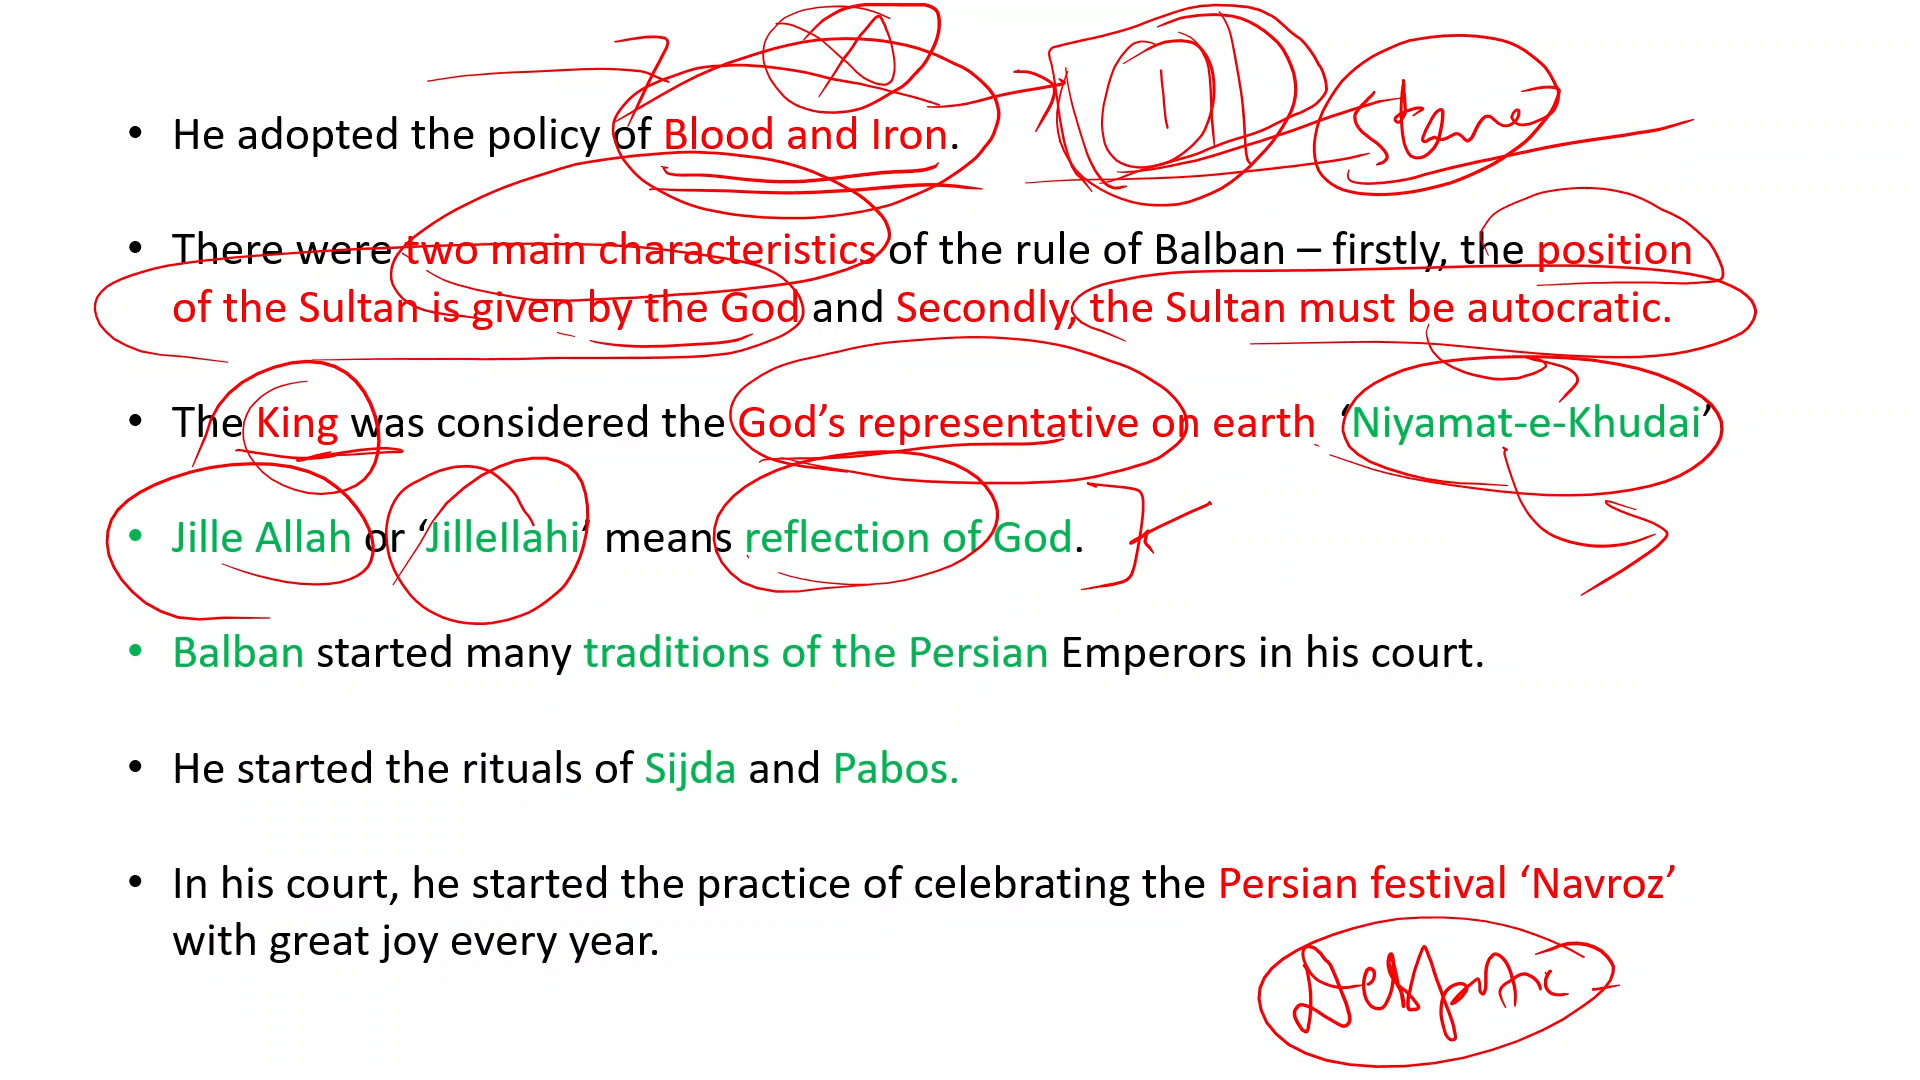 • He adopted the policy of Blood and Iron.
• There were two main characteristics of the rule of Balban – firstly, the position
of the Sultan is given by the God and Secondly, the Sultan must be autocratic.
• The King was considered the God’s representative on earth ‘Niyamat-e-Khudai’
• Jille Allah or ‘JilleIlahi’ means reflection of God.
• Balban started many traditions of the Persian Emperors in his court.
• He started the rituals of Sijda and Pabos.
• In his court, he started the practice of celebrating the Persian festival ‘Navroz’
with great joy every year.
Despotic